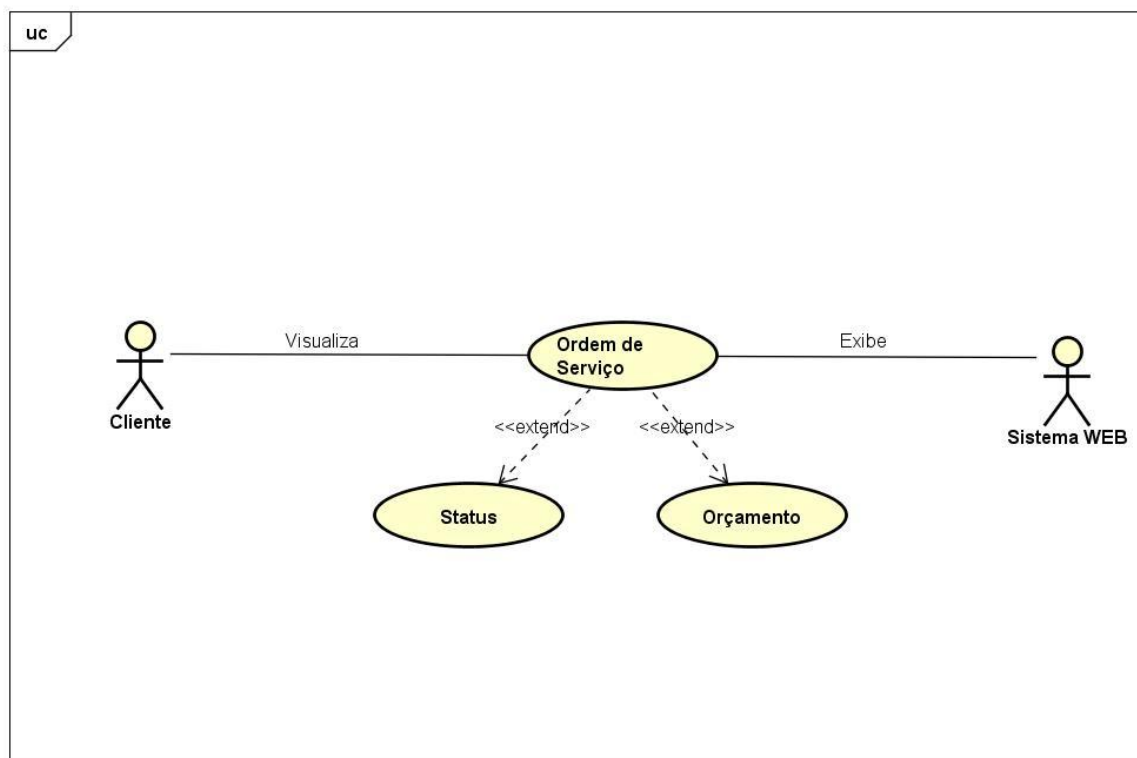 uc
Visualiza
Ordem de
Serviço
Exibe
Cliente
Sistema WEB
<<extend>>
<<extend>>
Status
Orçamento